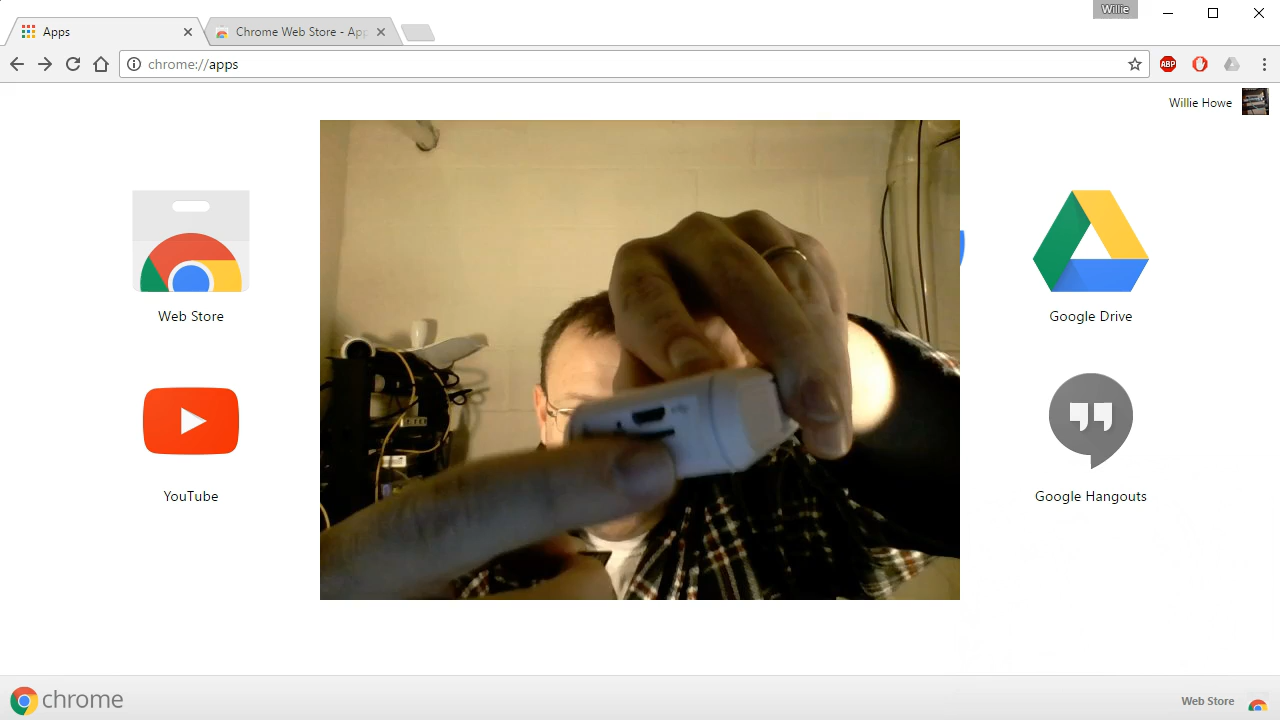 Willie
Apps
Chrome Web Store - App
chrome://apps
ABP
Willie Howe
Web Store
Google Drive
YouTube
Google Hangouts
chrome
Web Store